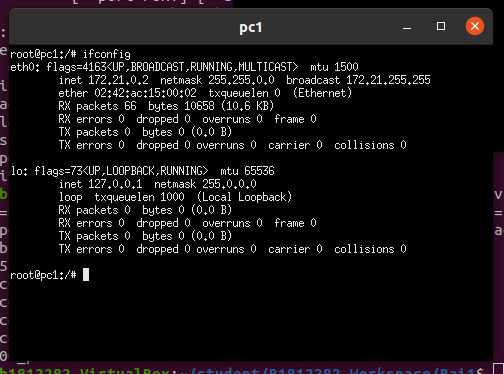 pc1
root@pc1:/# ifconfig
eth0: flags=4163<UP,BROADCAST,RUNNING,MULTICAST>  mtu 1500
        inet 172.21.0.2  netmask 255.255.0.0  broadcast 172.21.255.255
        ether 02:42:ac:15:00:02  txqueuelen 0  (Ethernet)
        RX packets 66  bytes 10658 (10.6 KB)
        RX errors 0  dropped 0  overruns 0  frame 0
        TX packets 0  bytes 0 (0.0 B)
        TX errors 0  dropped 0 overruns 0  carrier 0  collisions 0
lo: flags=73<UP,LOOPBACK,RUNNING>  mtu 65536
        inet 127.0.0.1  netmask 255.0.0.0
        loop  txqueuelen 1000  (Local Loopback)
        RX packets 0  bytes 0 (0.0 B)
        RX errors 0  dropped 0  overruns 0  frame 0
        TX packets 0  bytes 0 (0.0 B)
        TX errors 0  dropped 0 overruns 0  carrier 0  collisions 0
root@pc1:/#